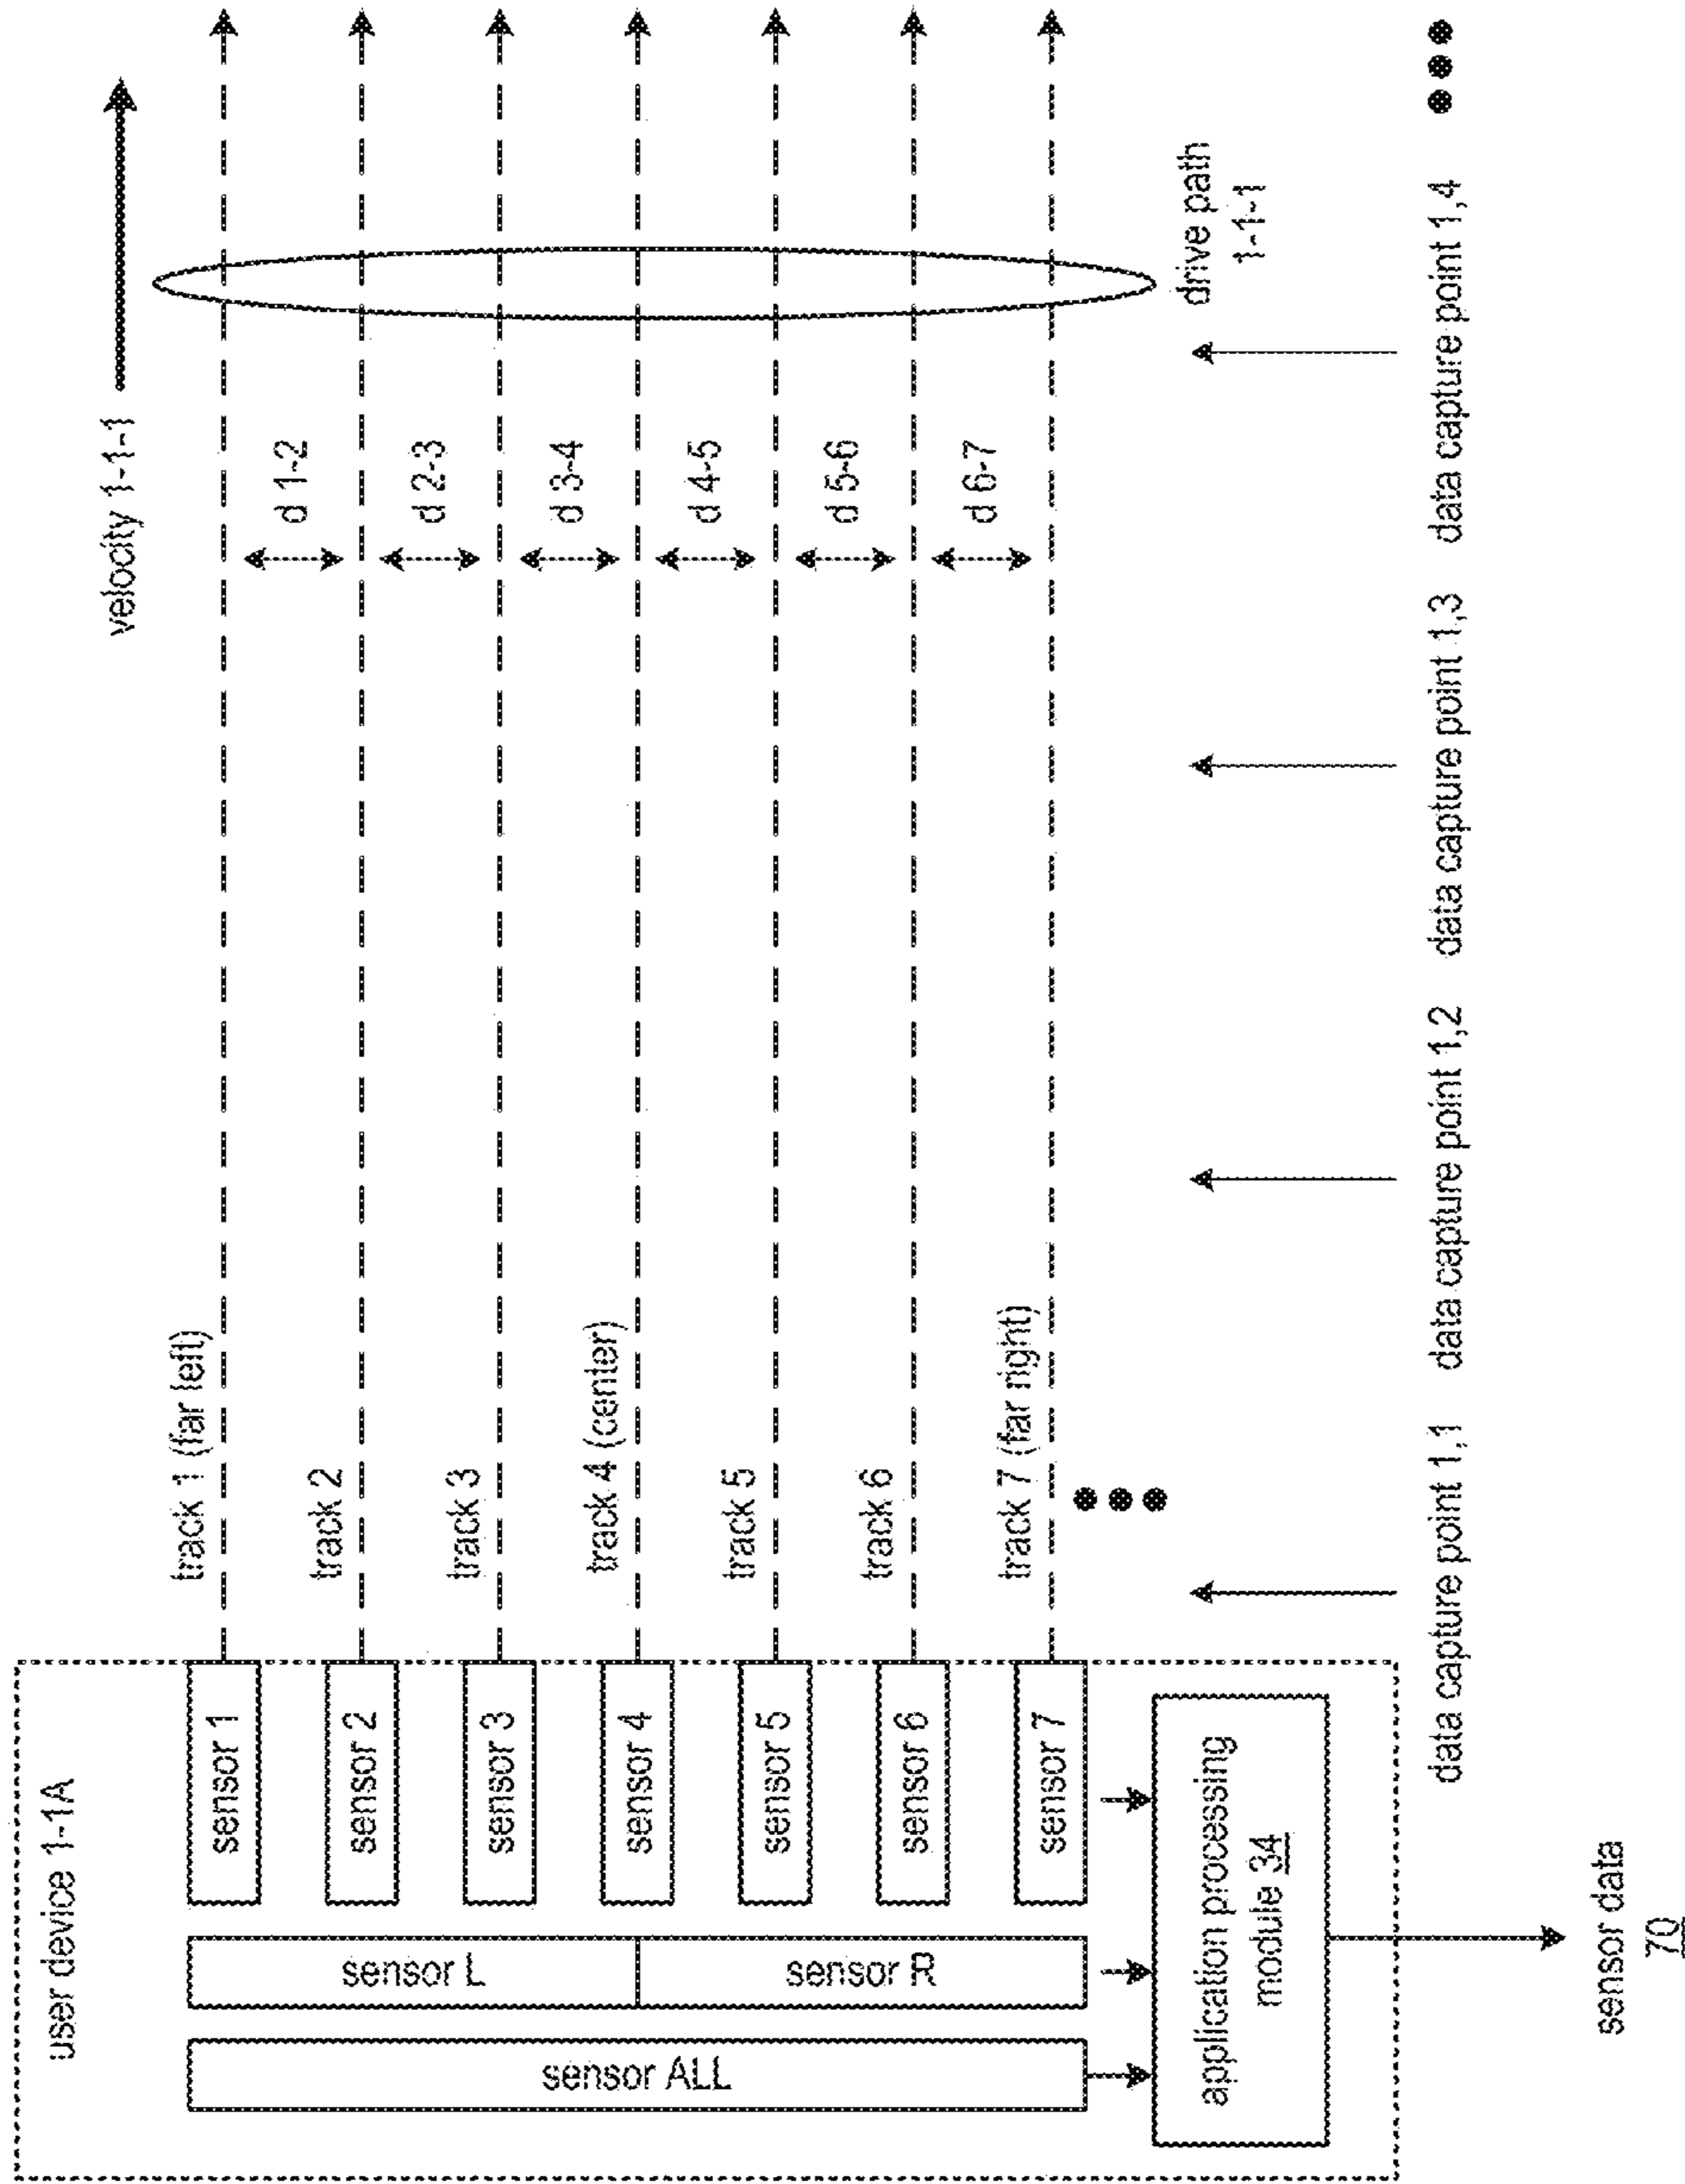 user device 1-1A
velocity 1-1-1
sensor ALL
sensor L
sensor R
sensor 1
sensor 2
sensor 3
sensor 4
sensor 5
sensor 6
sensor 7
track 1 (far left)
track 2
track 3
track 4 (center)
track 5
track 6
track 7 (far right)
d 1-2
d 2-3
d 3-4
d 4-5
d 5-6
d 6-7
drive path
1-1-1
application processing
module 34
data capture point 1,1
data capture point 1,2
data capture point 1,3
data capture point 1,4
sensor data
70